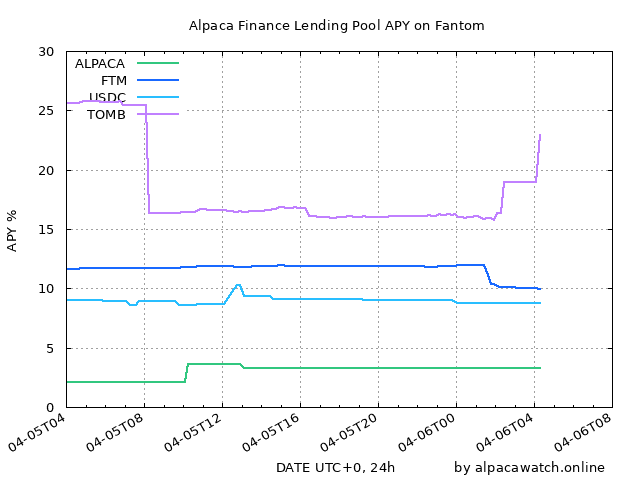 Alpaca Finance Lending Pool APY on Fantom
30
25
20
15
10
5
0
APY %
ALPACA
FTM
USDC
TOMB
04-05T04
04-05T08
04-05T12
04-05T16
04-05T20
04-06T00
04-06T04
04-06T08
DATE UTC+0, 24h
by alpacawatch.online